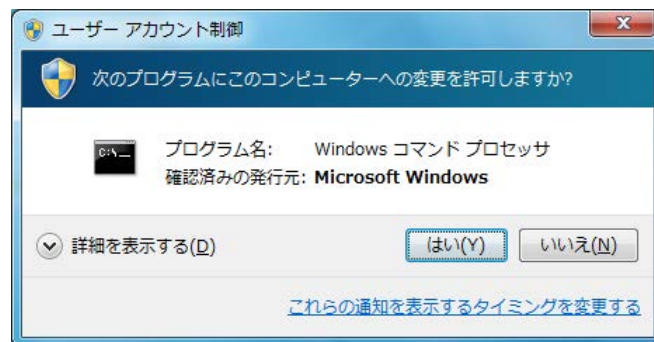 ユーザー アカウント制御
次のプログラムにこのコンピューターへの変更を許可しますか?
C:\_
プログラム名: Windows コマンド プロセッサ
確認済みの発行元: Microsoft Windows
詳細を表示する(D) はい(Y) いいえ(N)
これらの通知を表示するタイミングを変更する